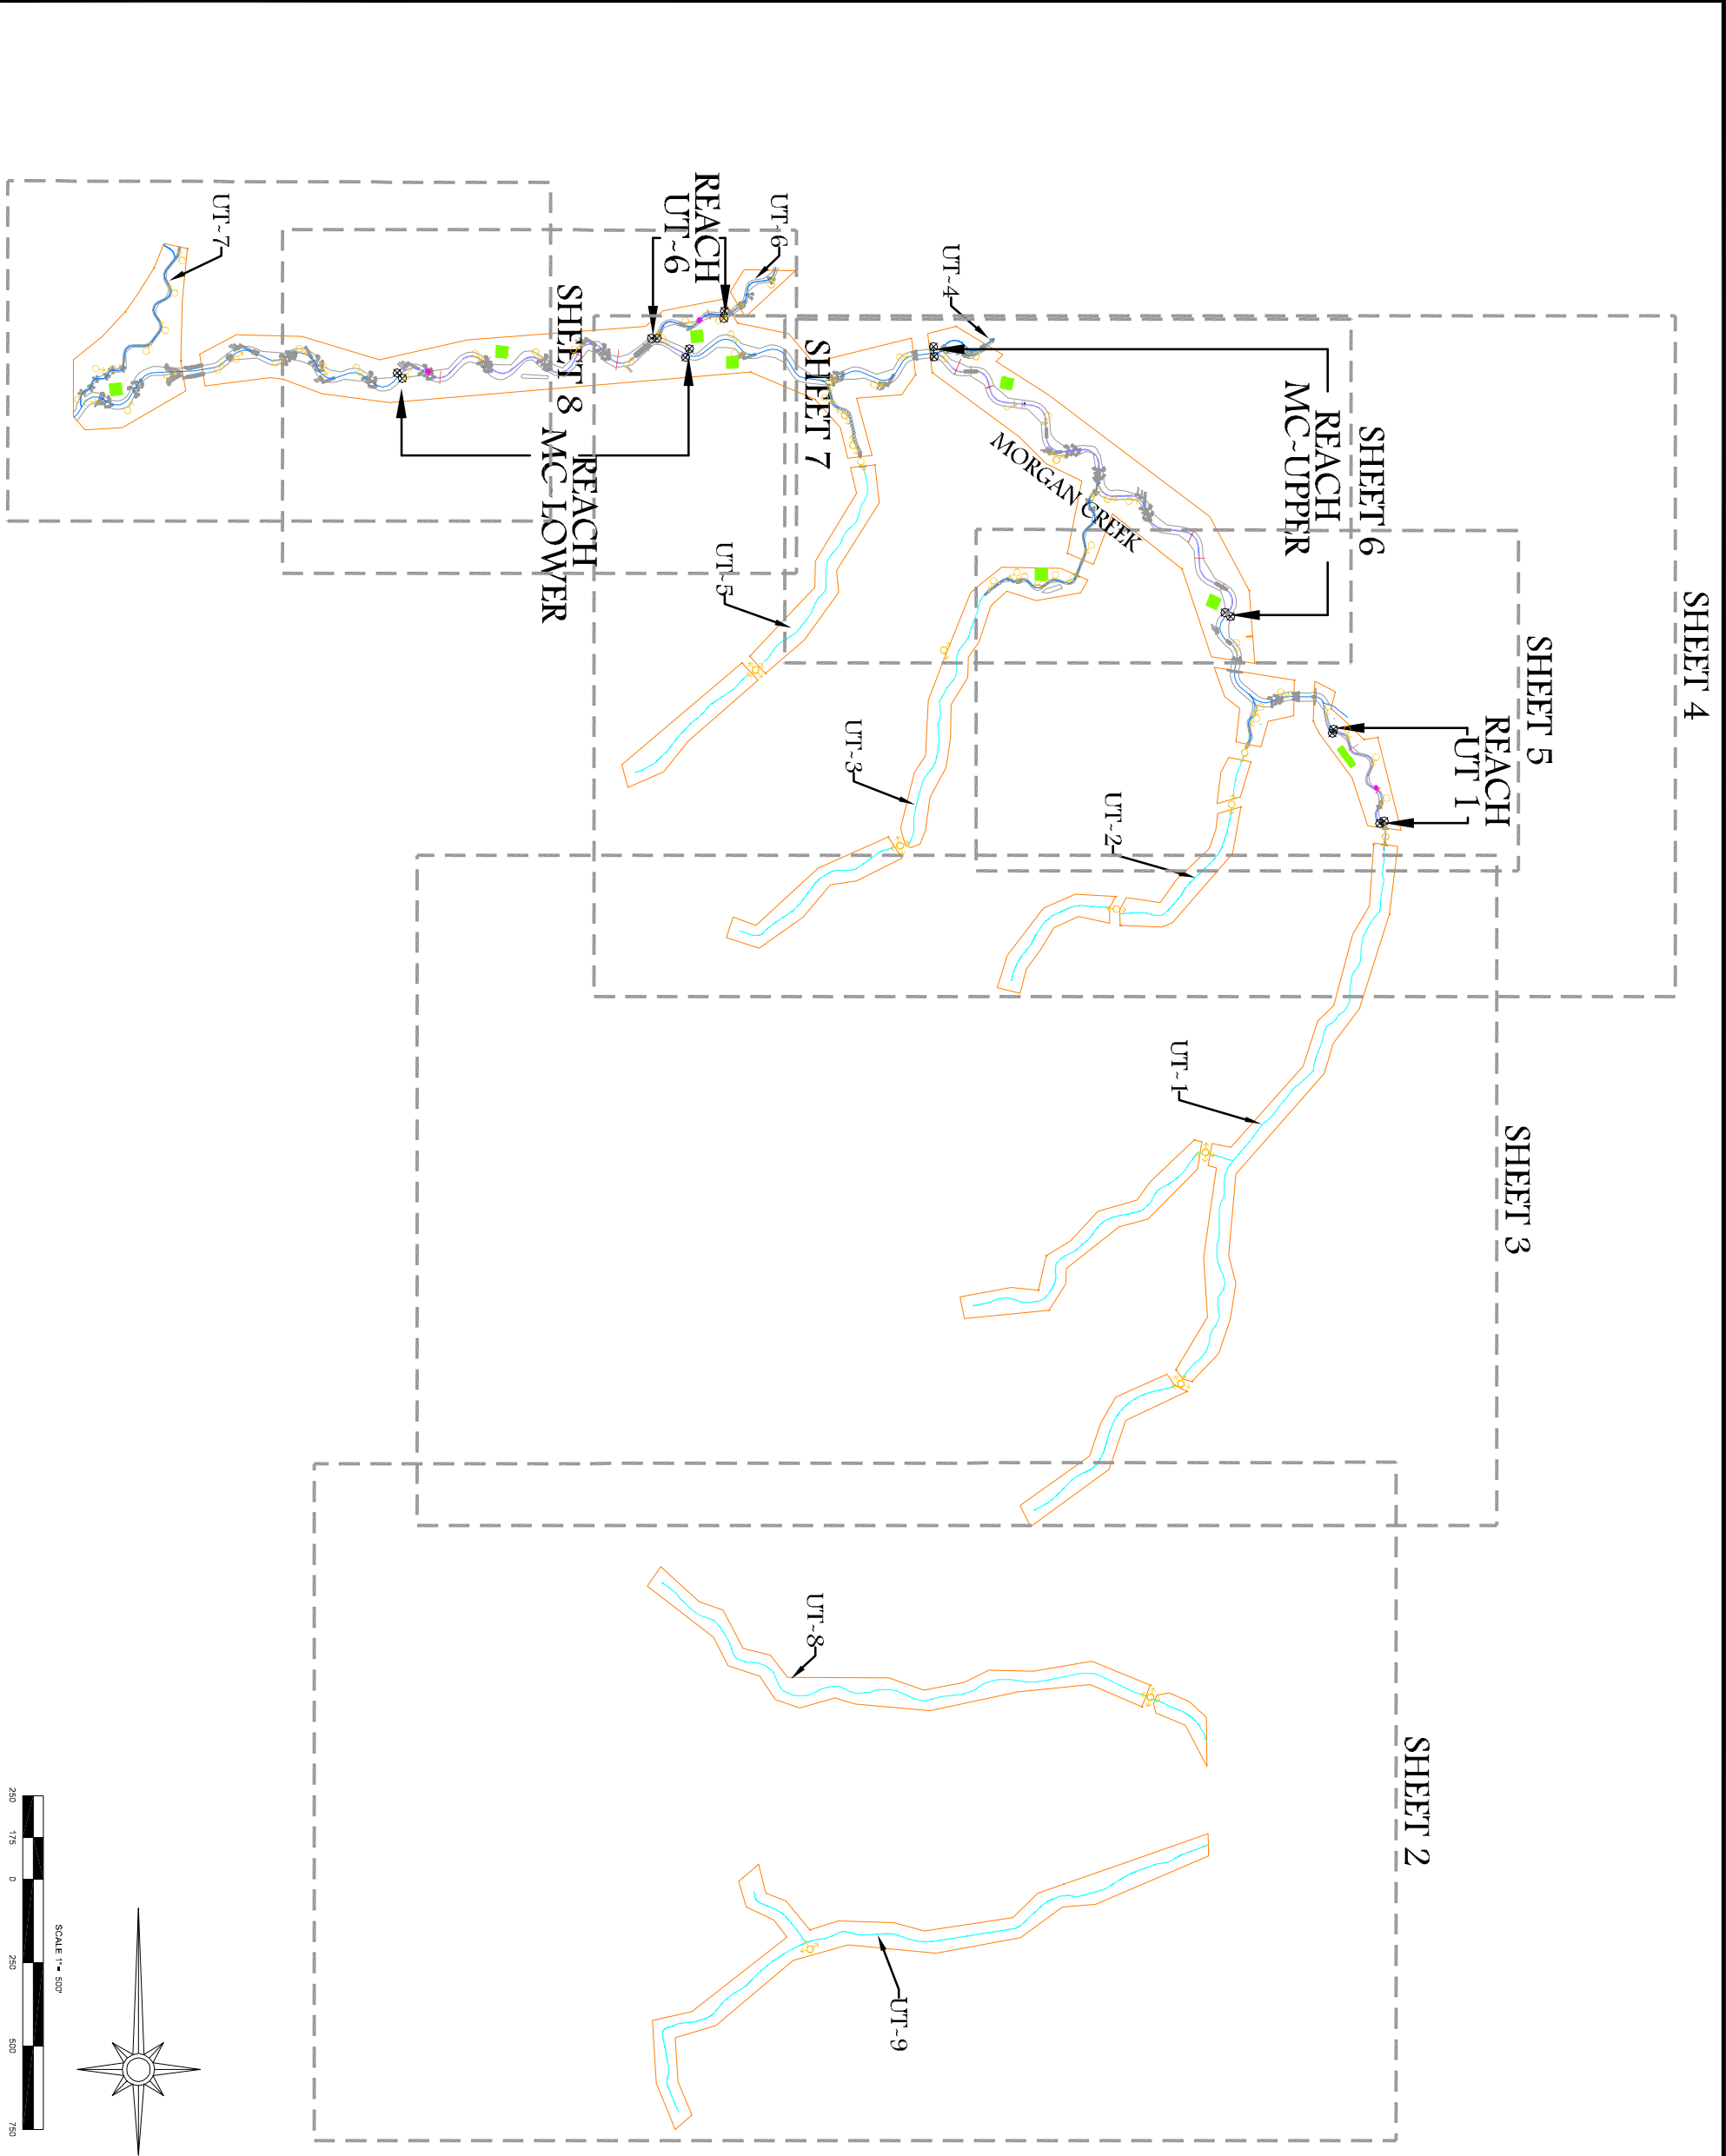 SHEET 4
SHEET 5
REACH
UT 1
SHEET 3
SHEET 2
SHEET 6
REACH
MC~UPPER
MORGAN CREEK
UT~4
UT~2
UT~1
UT~3
SHEET 7
UT~6
REACH
UT~6
UT~5
UT~8
UT~9
SHEET 8
REACH
MC~LOWER
UT~7
SCALE 1"= 500'
250 175 0 250 500 750